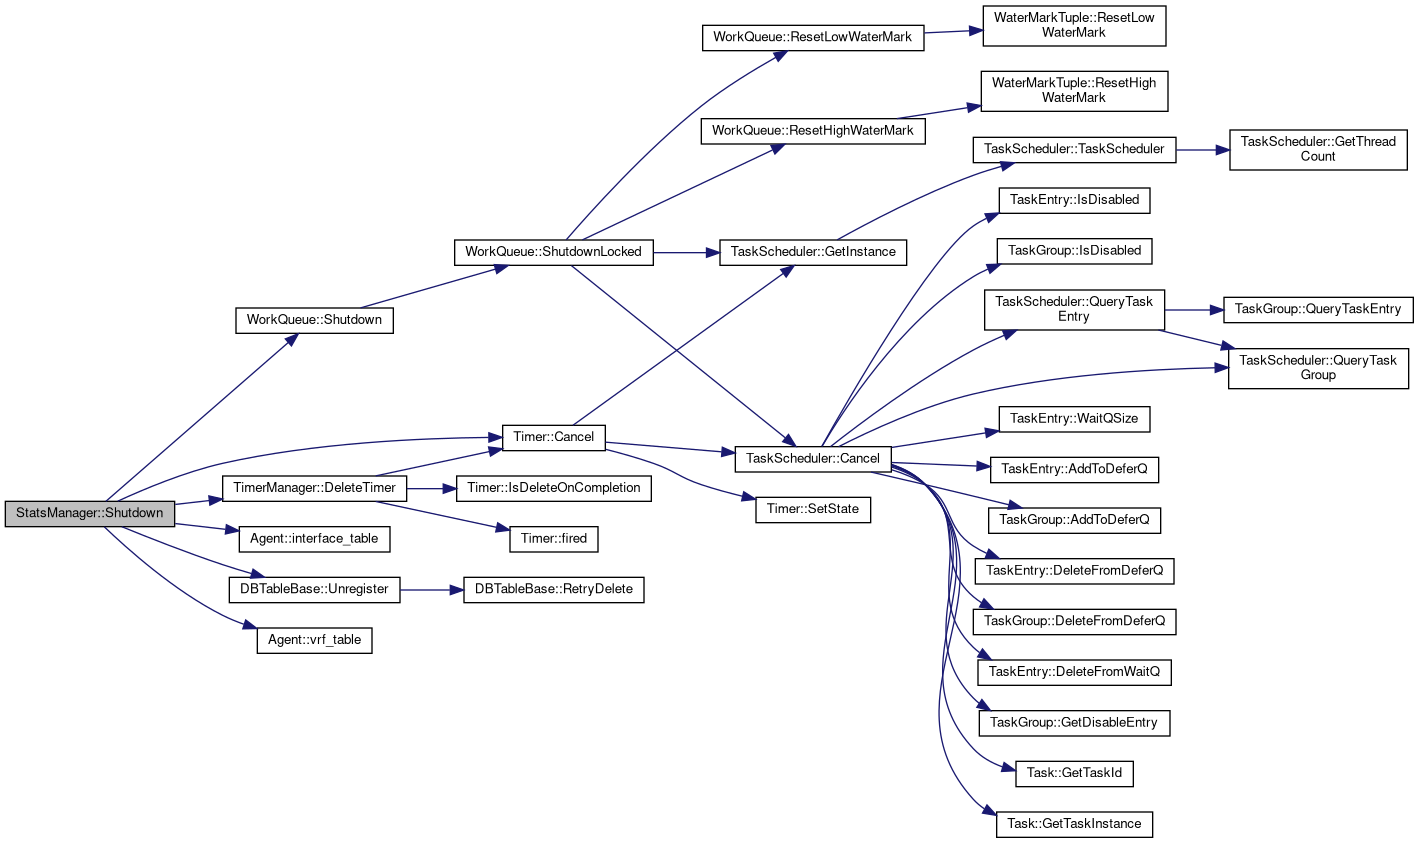 WaterMarkTuple::ResetLow
WaterMark
WorkQueue::ResetLowWaterMark
WaterMarkTuple::ResetHigh
WaterMark
WorkQueue::ResetHighWaterMark
TaskScheduler::TaskScheduler
TaskScheduler::GetThread
Count
TaskEntry::IsDisabled
WorkQueue::ShutdownLocked
TaskScheduler::GetInstance
TaskGroup::IsDisabled
TaskScheduler::QueryTask
Entry
TaskGroup::QueryTaskEntry
WorkQueue::Shutdown
TaskScheduler::QueryTask
Group
TaskEntry::WaitQSize
Timer::Cancel
TaskScheduler::Cancel
TaskEntry::AddToDeferQ
TimerManager::DeleteTimer
Timer::IsDeleteOnCompletion
StatsManager::Shutdown
Timer::SetState
TaskGroup::AddToDeferQ
Agent::interface_table
Timer::fired
TaskEntry::DeleteFromDeferQ
DBTableBase::Unregister
DBTableBase::RetryDelete
TaskGroup::DeleteFromDeferQ
Agent::vrf_table
TaskEntry::DeleteFromWaitQ
TaskGroup::GetDisableEntry
Task::GetTaskId
Task::GetTaskInstance